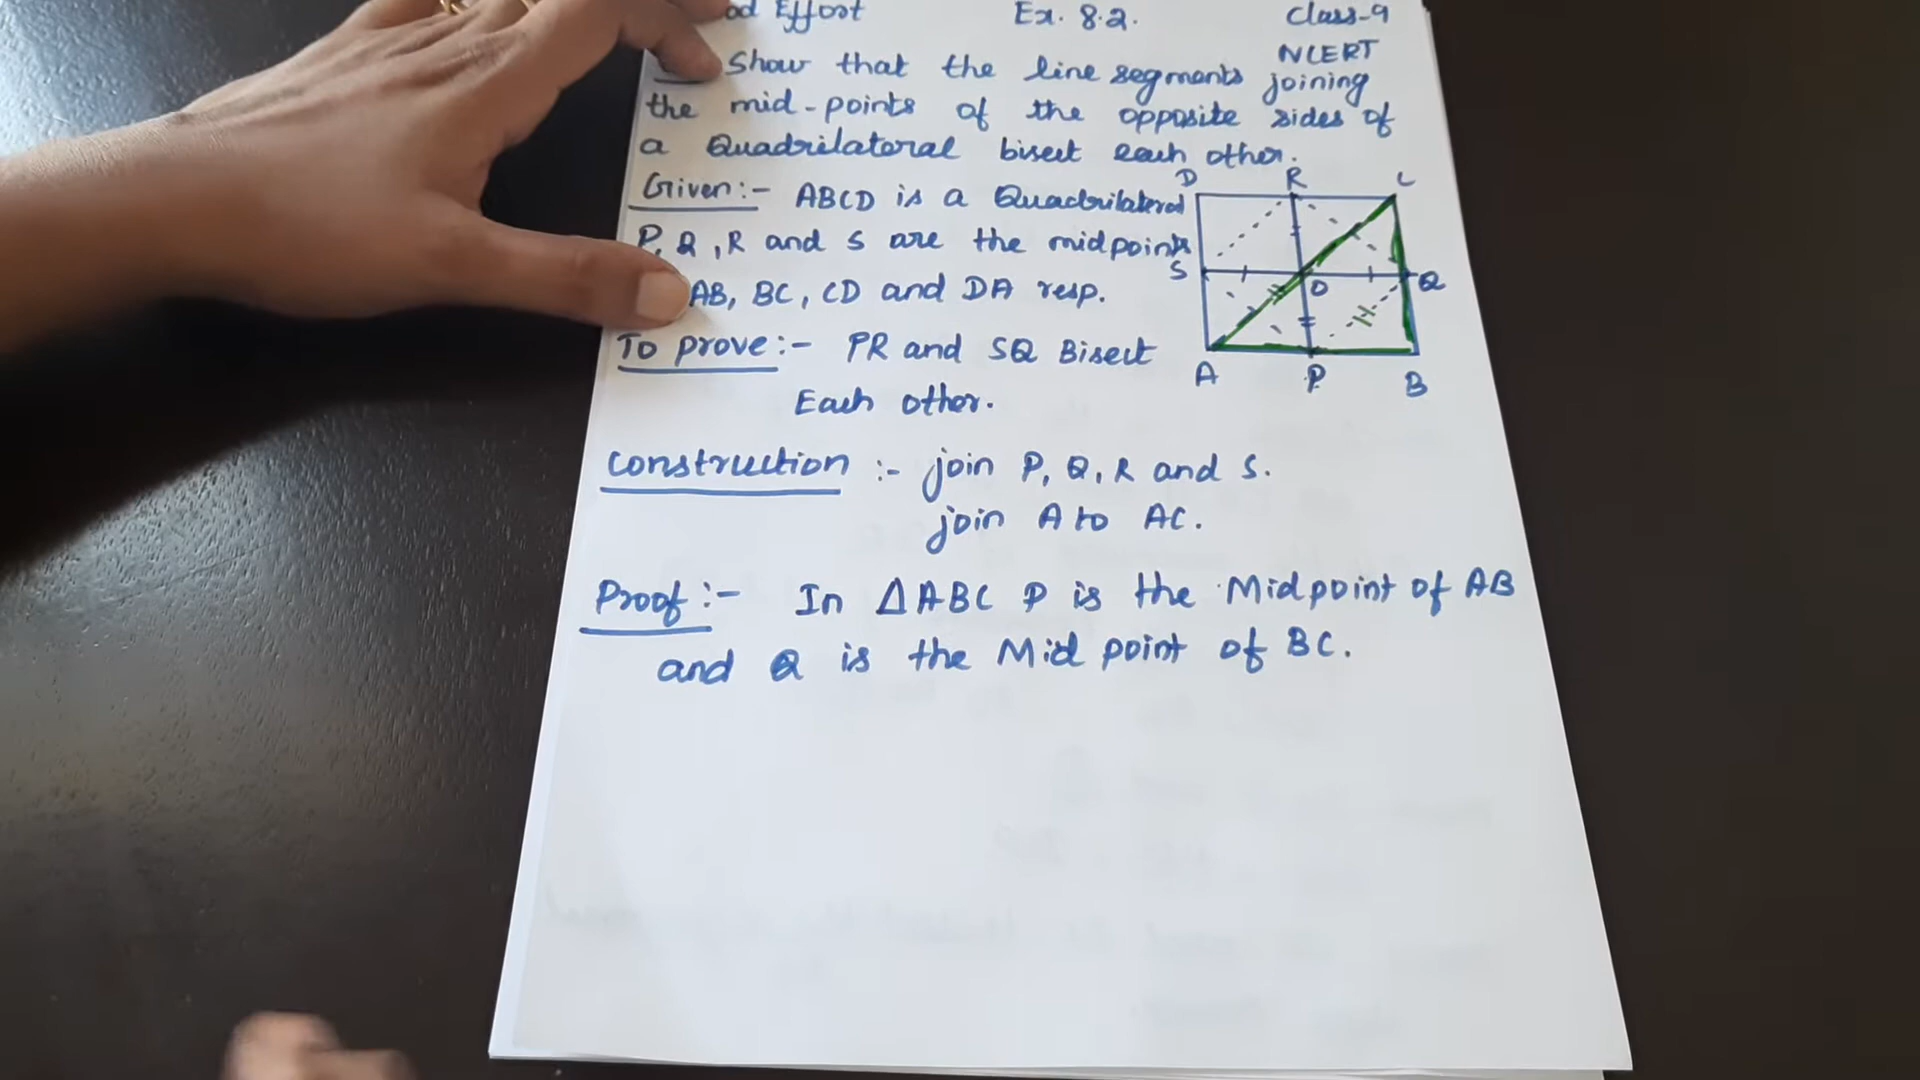 Effort Ex. 8.2. Class-9
NCERT
Show that the line segments joining
the mid-points of the opposite sides of
a Quadrilateral bisect each other.
Given:- ABCD is a Quadrilateral
P, Q, R and S are the midpoints
AB, BC, CD and DA resp.
To prove:- PR and SQ Bisect
Each other.
Construction :- join P, Q, R and S.
join A to AC.
Proof:- In ΔABC P is the Midpoint of AB
and Q is the Mid point of BC.
D R C
S O Q
A P B